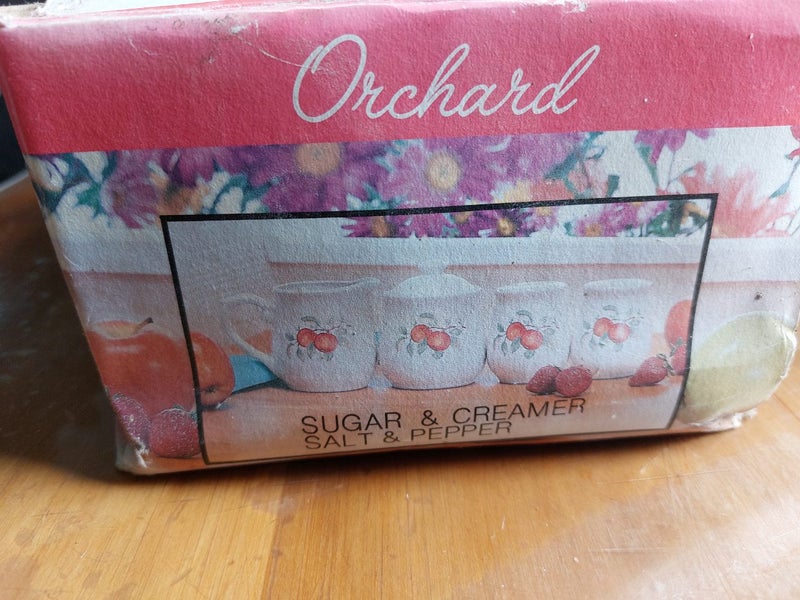 Orchard
SUGAR & CREAMER
SALT & PEPPER